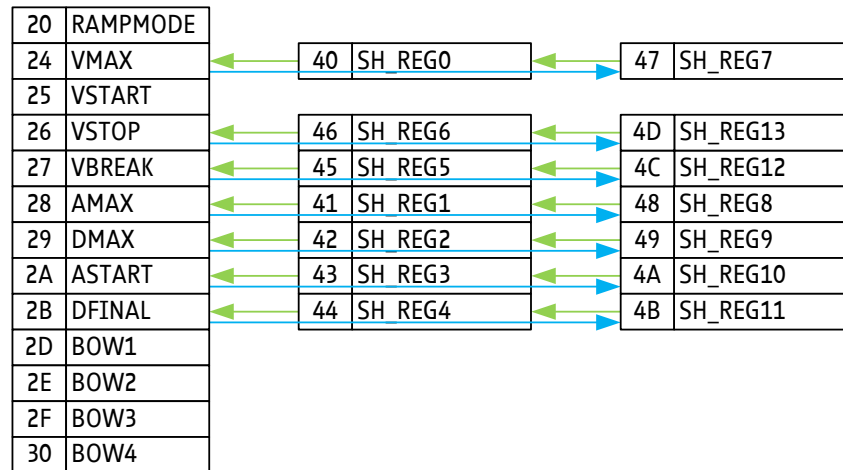 20 RAMPMODE
24 VMAX 40 SH_REG0 47 SH_REG7
25 VSTART
26 VSTOP 46 SH_REG6 4D SH_REG13
27 VBREAK 45 SH_REG5 4C SH_REG12
28 AMAX 41 SH_REG1 48 SH_REG8
29 DMAX 42 SH_REG2 49 SH_REG9
2A ASTART 43 SH_REG3 4A SH_REG10
2B DFINAL 44 SH_REG4 4B SH_REG11
2D BOW1
2E BOW2
2F BOW3
30 BOW4